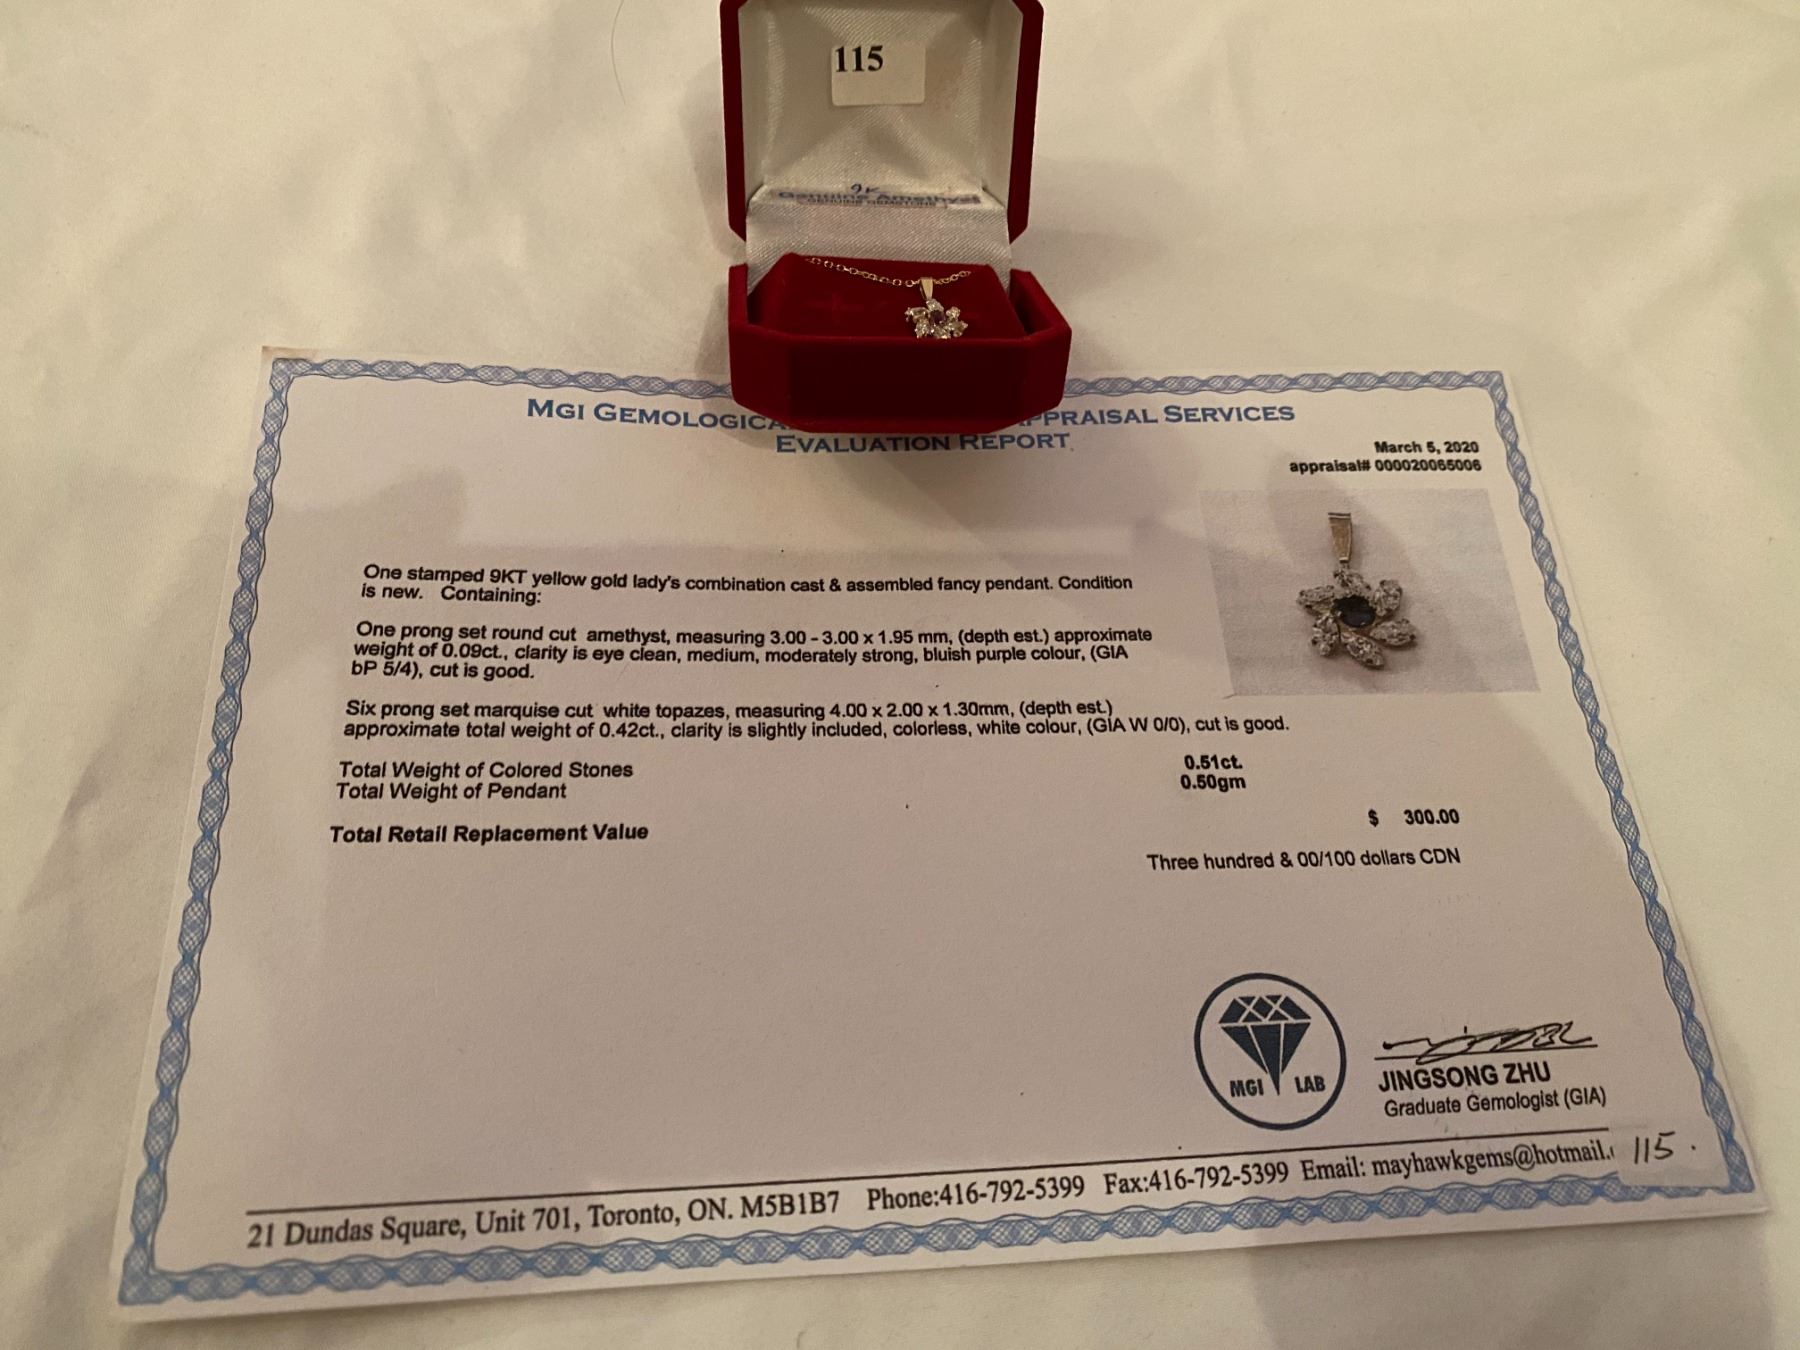 115
9K
Genuine Amethyst
GENUINE GEMSTONE
MGI GEMOLOGICA PPRAISAL SERVICES
EVALUATION REPORT
March 5, 2020
appraisal# 000020065006
One stamped 9KT yellow gold lady's combination cast & assembled fancy pendant. Condition
is new. Containing:
One prong set round cut amethyst, measuring 3.00 - 3.00 x 1.95 mm, (depth est.) approximate
weight of 0.09ct., clarity is eye clean, medium, moderately strong, bluish purple colour, (GIA
bP 5/4), cut is good.
Six prong set marquise cut white topazes, measuring 4.00 x 2.00 x 1.30mm, (depth est.)
approximate total weight of 0.42ct., clarity is slightly included, colorless, white colour, (GIA W 0/0), cut is good.
Total Weight of Colored Stones 0.51ct.
Total Weight of Pendant 0.50gm
Total Retail Replacement Value $ 300.00
Three hundred & 00/100 dollars CDN
MGI LAB
JINGSONG ZHU
Graduate Gemologist (GIA)
115.
21 Dundas Square, Unit 701, Toronto, ON. M5B1B7 Phone:416-792-5399 Fax:416-792-5399 Email: mayhawkgems@hotmail.